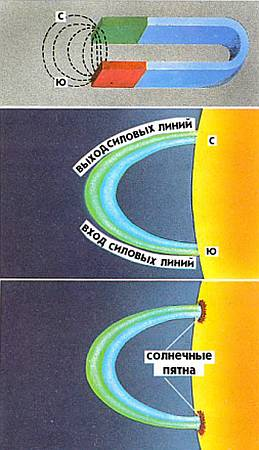 С
Ю
ВЫХОД СИЛОВЫХ ЛИНИЙ
С
ВХОД СИЛОВЫХ ЛИНИЙ
Ю
СОЛНЕЧНЫЕ
ПЯТНА